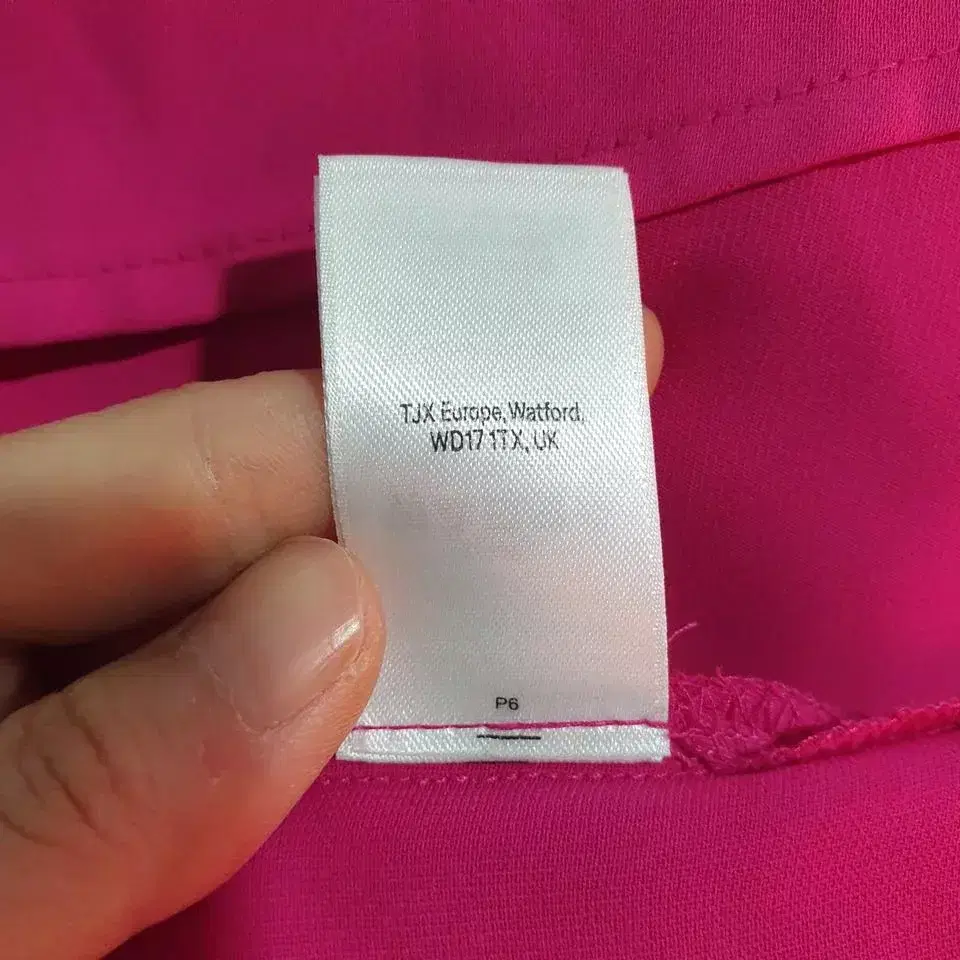 TJX Europe, Watford,
WD17 1TX, UK
P6